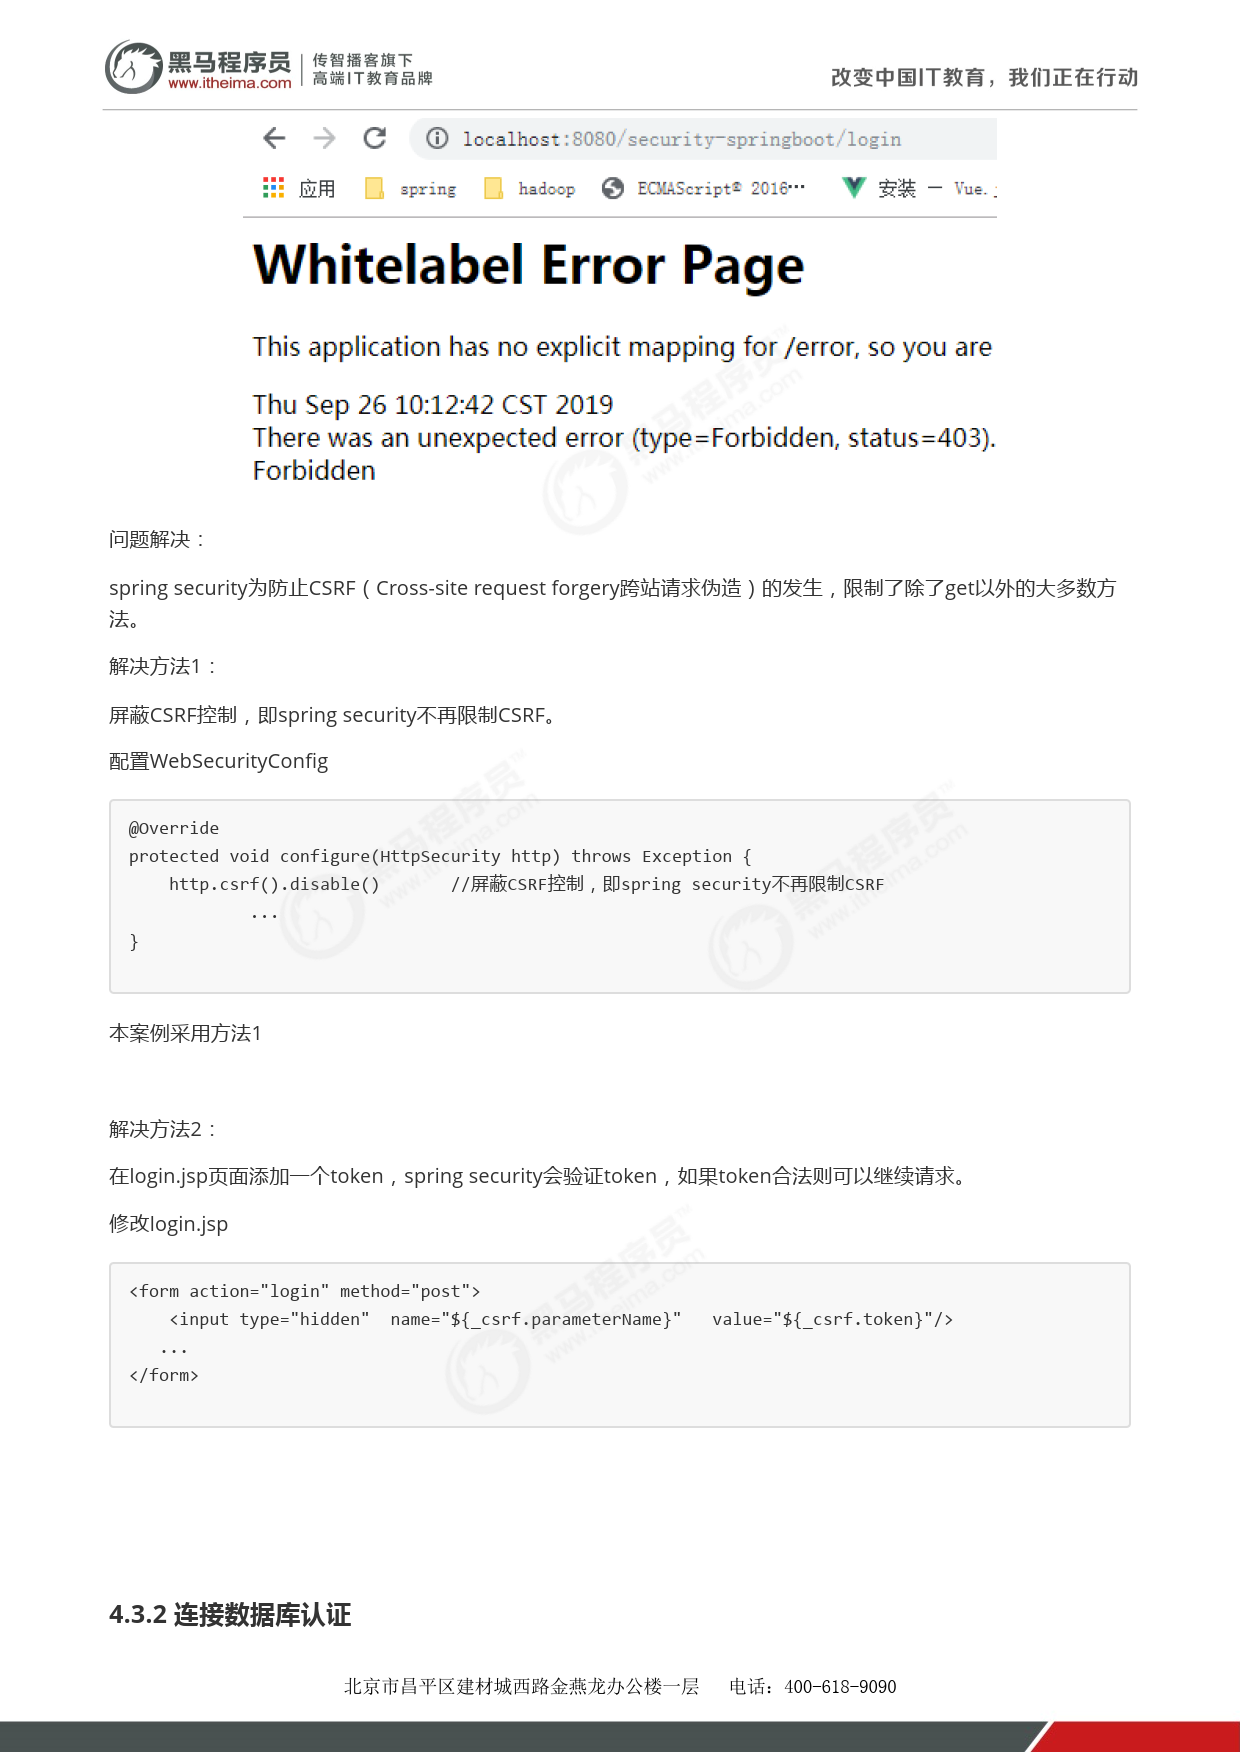 黑马程序员
www.itheima.com
传智播客旗下
高端IT教育品牌
改变中国IT教育，我们正在行动
localhost:8080/security-springboot/login
应用 spring hadoop ECMAScript® 2016… 安装 — Vue.j
Whitelabel Error Page
This application has no explicit mapping for /error, so you are
Thu Sep 26 10:12:42 CST 2019
There was an unexpected error (type=Forbidden, status=403).
Forbidden
问题解决：
spring security为防止CSRF（Cross-site request forgery跨站请求伪造）的发生，限制了除了get以外的大多数方
法。
解决方法1：
屏蔽CSRF控制，即spring security不再限制CSRF。
配置WebSecurityConfig
@Override
protected void configure(HttpSecurity http) throws Exception {
    http.csrf().disable()       //屏蔽CSRF控制，即spring security不再限制CSRF
            ...
}
本案例采用方法1
解决方法2：
在login.jsp页面添加一个token，spring security会验证token，如果token合法则可以继续请求。
修改login.jsp
<form action="login" method="post">
    <input type="hidden"  name="${_csrf.parameterName}"   value="${_csrf.token}"/>
   ...
</form>
4.3.2 连接数据库认证
北京市昌平区建材城西路金燕龙办公楼一层 电话：400-618-9090